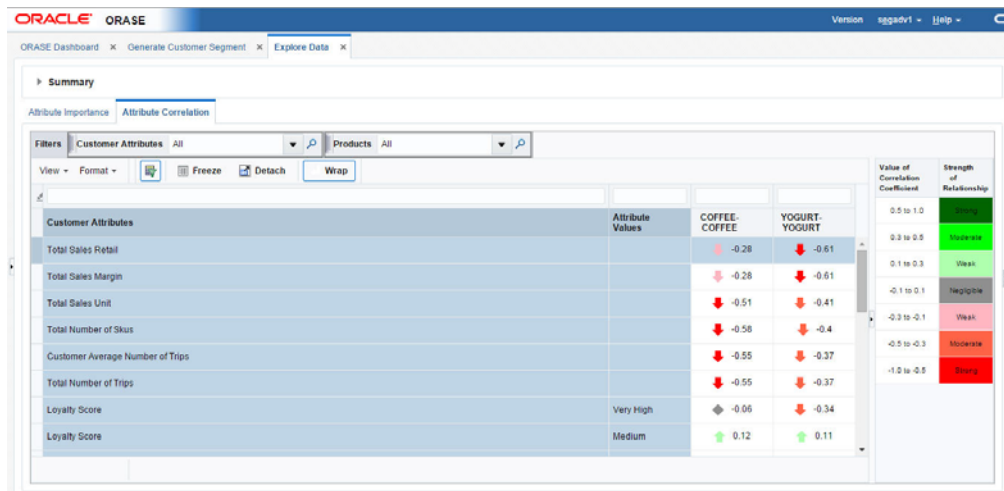 ORACLE ORASE
Version segadv1 Help
ORASE Dashboard × Generate Customer Segment × Explore Data ×
Summary
Attribute Importance Attribute Correlation
Filters Customer Attributes All Products All
View Format Freeze Detach Wrap
Customer Attributes Attribute Values COFFEE-COFFEE YOGURT-YOGURT
Total Sales Retail -0.28 -0.61
Total Sales Margin -0.28 -0.61
Total Sales Unit -0.51 -0.41
Total Number of Skus -0.58 -0.4
Customer Average Number of Trips -0.55 -0.37
Total Number of Trips -0.55 -0.37
Loyalty Score Very High -0.06 -0.34
Loyalty Score Medium 0.12 0.11
Value of Correlation Coefficient Strength of Relationship
0.5 to 1.0 Strong
0.3 to 0.5 Moderate
0.1 to 0.3 Weak
-0.1 to 0.1 Negligible
-0.3 to -0.1 Weak
-0.5 to -0.3 Moderate
-1.0 to -0.5 Strong